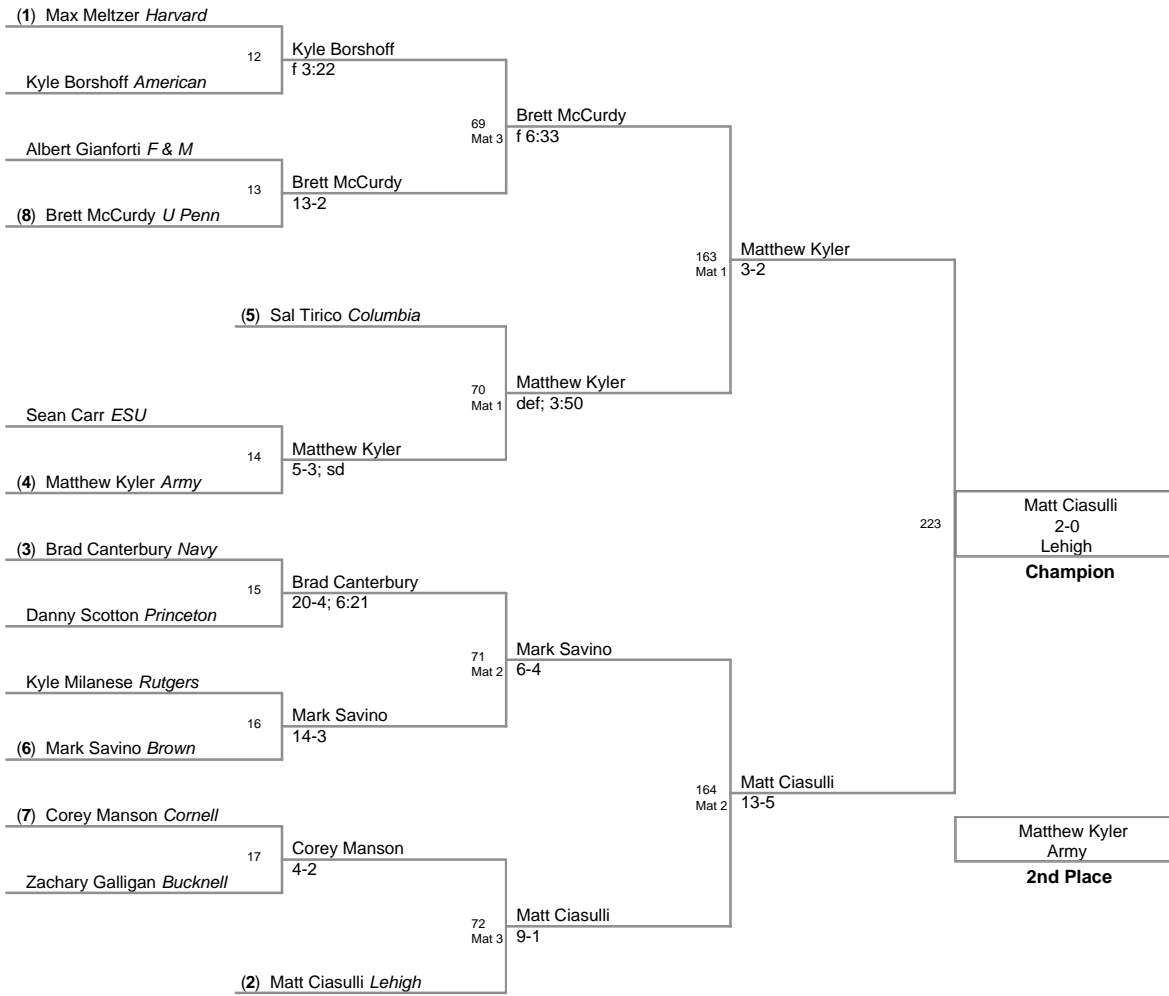 (1) Max Meltzer Harvard
12
Kyle Borshoff
f 3:22
Kyle Borshoff American
69
Mat 3
Brett McCurdy
f 6:33
Albert Gianforti F & M
13
Brett McCurdy
13-2
(8) Brett McCurdy U Penn
163
Mat 1
Matthew Kyler
3-2
(5) Sal Tirico Columbia
70
Mat 1
Matthew Kyler
def; 3:50
Sean Carr ESU
14
Matthew Kyler
5-3; sd
(4) Matthew Kyler Army
223
Matt Ciasulli
2-0
Lehigh
Champion
(3) Brad Canterbury Navy
15
Brad Canterbury
20-4; 6:21
Danny Scotton Princeton
71
Mat 2
Mark Savino
6-4
Kyle Milanese Rutgers
16
Mark Savino
14-3
(6) Mark Savino Brown
164
Mat 2
Matt Ciasulli
13-5
(7) Corey Manson Cornell
17
Corey Manson
4-2
Zachary Galligan Bucknell
Matthew Kyler
Army
2nd Place
72
Mat 3
Matt Ciasulli
9-1
(2) Matt Ciasulli Lehigh